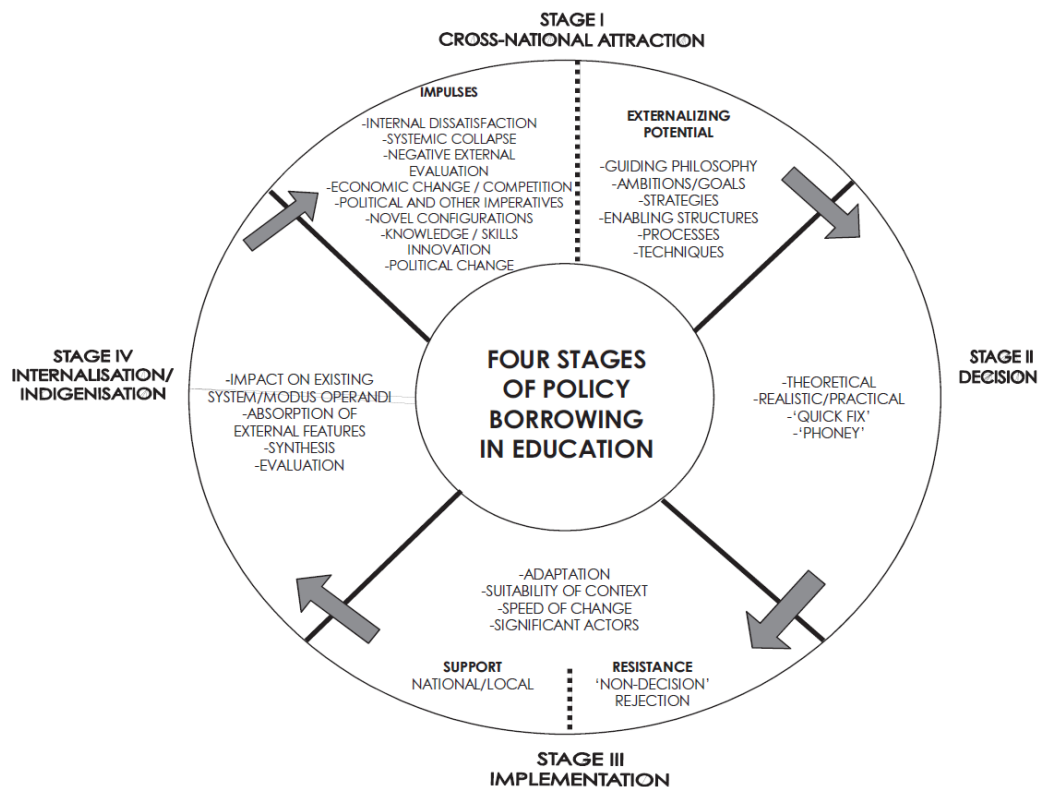 STAGE I
CROSS-NATIONAL ATTRACTION
IMPULSES
-INTERNAL DISSATISFACTION
-SYSTEMIC COLLAPSE
-NEGATIVE EXTERNAL
EVALUATION
-ECONOMIC CHANGE / COMPETITION
-POLITICAL AND OTHER IMPERATIVES
-NOVEL CONFIGURATIONS
-KNOWLEDGE / SKILLS
INNOVATION
-POLITICAL CHANGE
EXTERNALIZING
POTENTIAL
-GUIDING PHILOSOPHY
-AMBITIONS/GOALS
-STRATEGIES
-ENABLING STRUCTURES
-PROCESSES
-TECHNIQUES
FOUR STAGES
OF POLICY
BORROWING
IN EDUCATION
STAGE II
DECISION
-THEORETICAL
-REALISTIC/PRACTICAL
-‘QUICK FIX’
-‘PHONEY’
-ADAPTATION
-SUITABILITY OF CONTEXT
-SPEED OF CHANGE
-SIGNIFICANT ACTORS
SUPPORT
NATIONAL/LOCAL
RESISTANCE
‘NON-DECISION’
REJECTION
STAGE III
IMPLEMENTATION
STAGE IV
INTERNALISATION/
INDIGENISATION
-IMPACT ON EXISTING
SYSTEM/MODUS OPERANDI
-ABSORPTION OF
EXTERNAL FEATURES
-SYNTHESIS
-EVALUATION